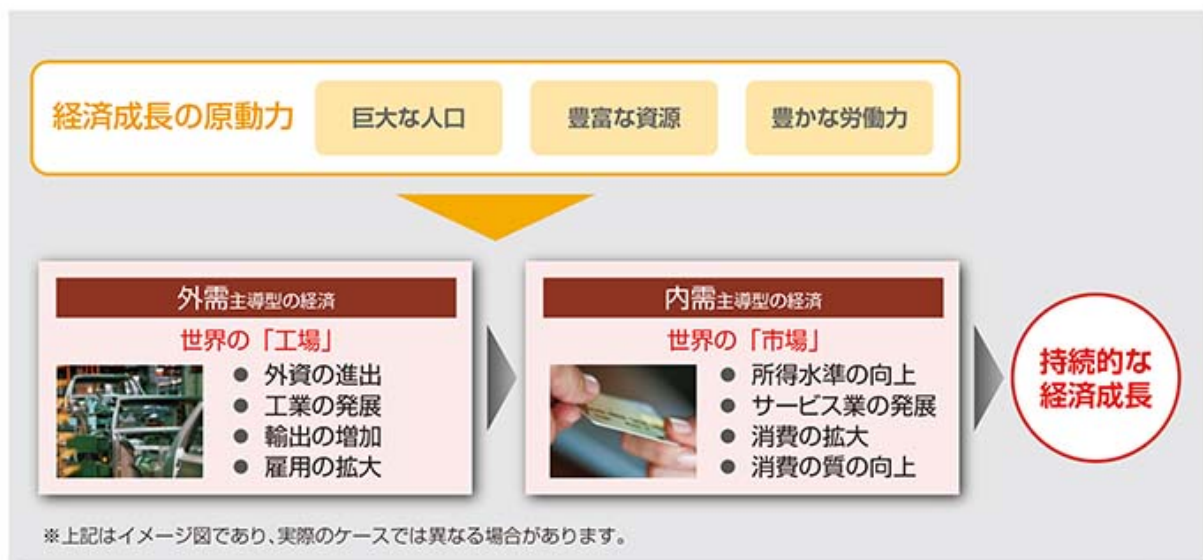 経済成長の原動力
巨大な人口
豊富な資源
豊かな労働力
外需主導型の経済
世界の「工場」
● 外資の進出
● 工業の発展
● 輸出の増加
● 雇用の拡大
内需主導型の経済
世界の「市場」
● 所得水準の向上
● サービス業の発展
● 消費の拡大
● 消費の質の向上
持続的な
経済成長
※上記はイメージ図であり、実際のケースでは異なる場合があります。